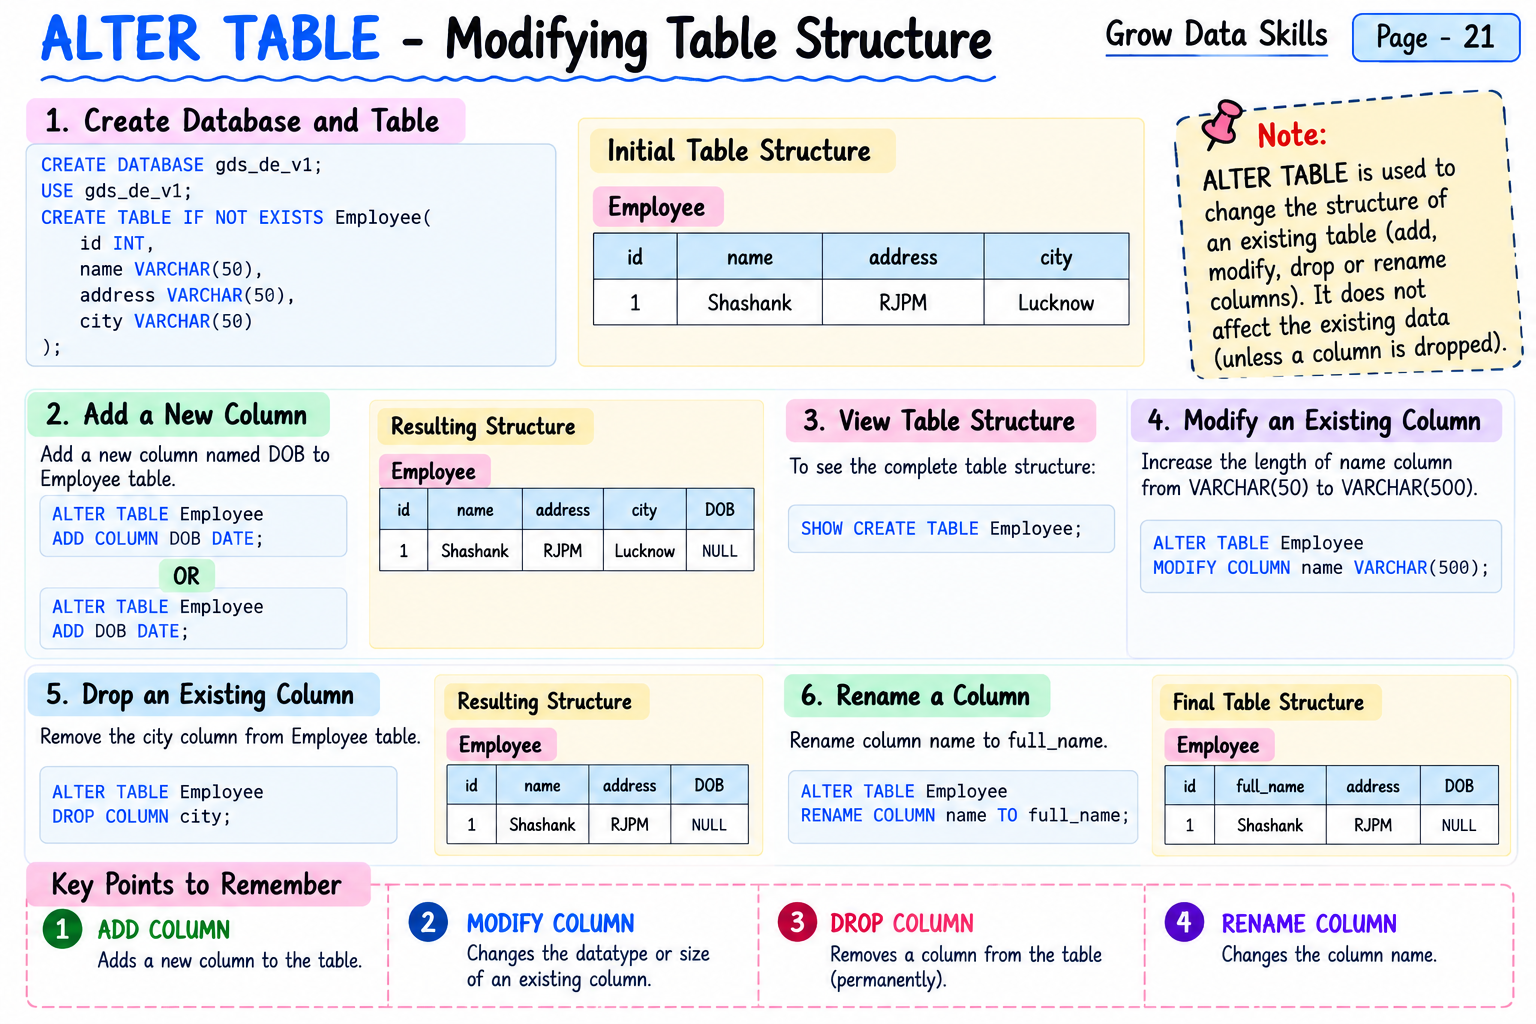 ALTER TABLE - Modifying Table Structure
Grow Data Skills
Page - 21
1. Create Database and Table
CREATE DATABASE gds_de_v1;
USE gds_de_v1;
CREATE TABLE IF NOT EXISTS Employee(
id INT,
name VARCHAR(50),
address VARCHAR(50),
city VARCHAR(50)
);
Initial Table Structure
Employee
id name address city
1 Shashank RJPM Lucknow
Note:
ALTER TABLE is used to
change the structure of
an existing table (add,
modify, drop or rename
columns). It does not
affect the existing data
(unless a column is dropped).
2. Add a New Column
Add a new column named DOB to
Employee table.
ALTER TABLE Employee
ADD COLUMN DOB DATE;
OR
ALTER TABLE Employee
ADD DOB DATE;
Resulting Structure
Employee
id name address city DOB
1 Shashank RJPM Lucknow NULL
3. View Table Structure
To see the complete table structure:
SHOW CREATE TABLE Employee;
4. Modify an Existing Column
Increase the length of name column
from VARCHAR(50) to VARCHAR(500).
ALTER TABLE Employee
MODIFY COLUMN name VARCHAR(500);
5. Drop an Existing Column
Remove the city column from Employee table.
ALTER TABLE Employee
DROP COLUMN city;
Resulting Structure
Employee
id name address DOB
1 Shashank RJPM NULL
6. Rename a Column
Rename column name to full_name.
ALTER TABLE Employee
RENAME COLUMN name TO full_name;
Final Table Structure
Employee
id full_name address DOB
1 Shashank RJPM NULL
Key Points to Remember
1 ADD COLUMN
Adds a new column to the table.
2 MODIFY COLUMN
Changes the datatype or size
of an existing column.
3 DROP COLUMN
Removes a column from the table
(permanently).
4 RENAME COLUMN
Changes the column name.